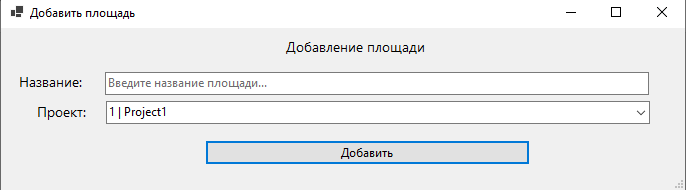 Добавить площадь
Добавление площади
Название: Введите название площади...
Проект: 1 | Project1
Добавить